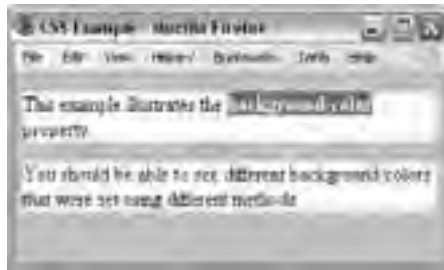 CSS Example - Mozilla Firefox
File Edit View History Bookmarks Tools Help
This example illustrates the background-color
property.
You should be able to see different background colors
that were set using different methods